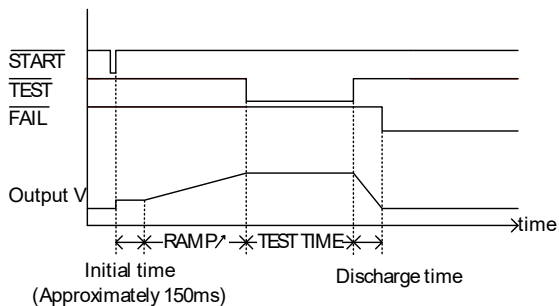 START
TEST
FAIL
Output V
time
RAMP↗
TEST TIME
Initial time
(Approximately 150ms)
Discharge time